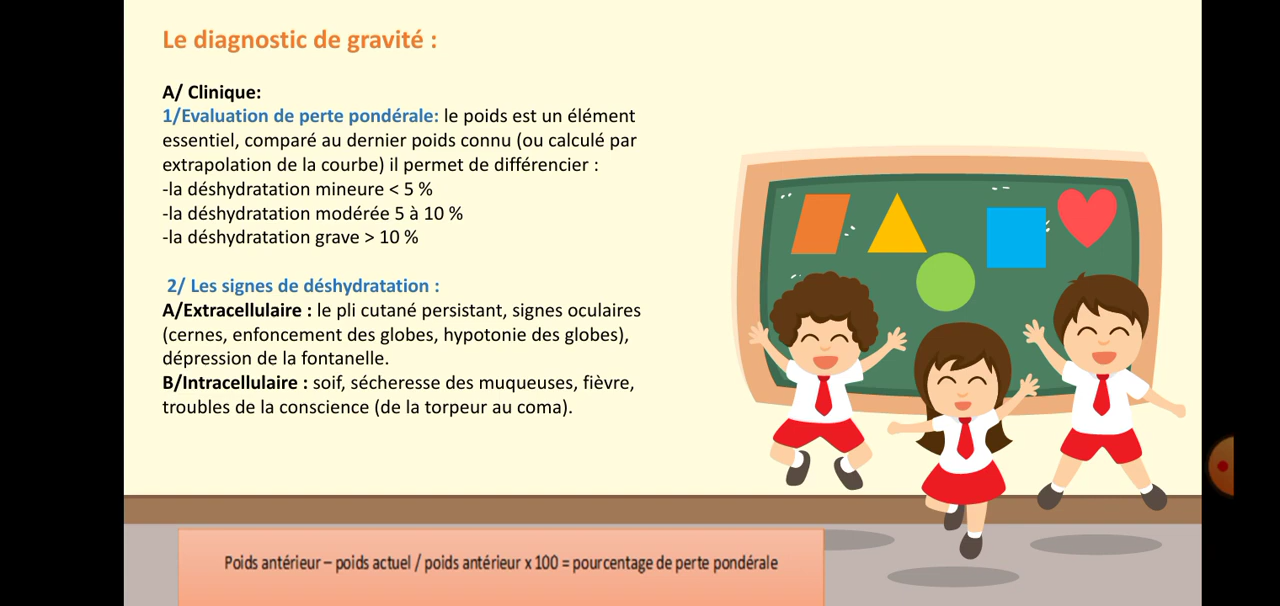 Le diagnostic de gravité :
A/ Clinique:
1/Evaluation de perte pondérale: le poids est un élément
essentiel, comparé au dernier poids connu (ou calculé par
extrapolation de la courbe) il permet de différencier :
-la déshydratation mineure < 5 %
-la déshydratation modérée 5 à 10 %
-la déshydratation grave > 10 %
2/ Les signes de déshydratation :
A/Extracellulaire : le pli cutané persistant, signes oculaires
(cernes, enfoncement des globes, hypotonie des globes),
dépression de la fontanelle.
B/Intracellulaire : soif, sécheresse des muqueuses, fièvre,
troubles de la conscience (de la torpeur au coma).
Poids antérieur – poids actuel / poids antérieur x 100 = pourcentage de perte pondérale